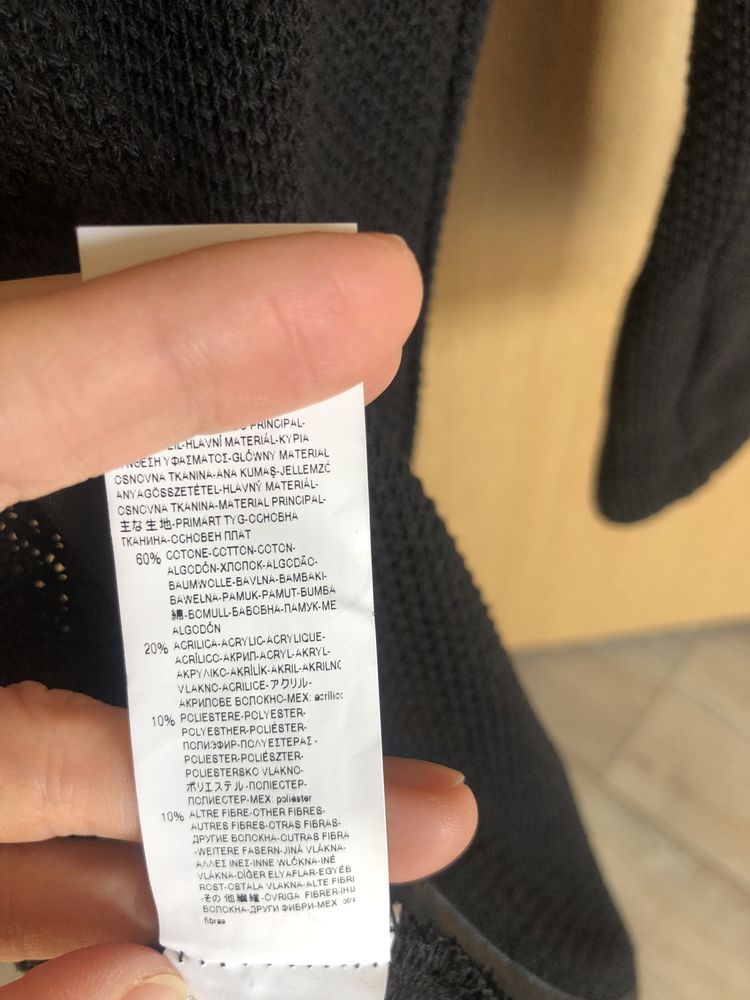 PRINCIPAL-
-HLAVNÍ MATERIÁL-ΚΥΡΙΑ
ΥΦΑΣΜΑΤΟΣ-GŁÓWNY MATERIAŁ
OSNOVNA TKANINA-ANA KUMAŞ-JELLEMZŐ
ANYAGÖSSZETÉTEL-HLAVNÝ MATERIÁL-
OSNOVNA TKANINA-MATERIAL PRINCIPAL-
主な生地-PRIMÄRT TYG-ОСНОВНА
ТКАНИНА-ОСНОВЕН ПЛАТ
60% COTONE-COTTON-COTON-
ALGODÓN-ХЛОПОК-ALGODÃO-
BAUMWOLLE-BAVLNA-ΒΑΜΒΑΚΙ-
BAWEŁNA-PAMUK-PAMUT-BUMBA
綿-BOMULL-БАВОВНА-ПАМУК-ME
ALGODÓN
20% ACRILICA-ACRYLIC-ACRYLIQUE-
ACRÍLICO-АКРИЛ-ACRYL-AKRYL-
ΑΚΡΥΛΙΚΟ-AKRİLİK-AKRIL-AKRILNO
VLAKNO-ACRILICE-アクリル-
АКРИЛОВЕ ВОЛОКНО-MEX: acrílico
10% POLIESTERE-POLYESTER-
POLYESTHER-POLIÉSTER-
ПОЛИЭФИР-ΠΟΛΥΕΣΤΕΡΑΣ-
POLIESTER-POLIÉSZTER-
POLIESTERSKO VLAKNO-
ポリエステル-ПОЛІЕСТЕР-
ПОЛИЕСТЕР-MEX: poliéster
10% ALTRE FIBRE-OTHER FIBRES-
AUTRES FIBRES-OTRAS FIBRAS-
ДРУГИЕ ВОЛОКНА-OUTRAS FIBRA
-WEITERE FASERN-JINÁ VLÁKNA-
ΑΛΛΕΣ ΙΝΕΣ-INNE WŁÓKNA-INÉ
VLÁKNA-DİĞER ELYAFLAR-EGYÉB
ROST-OSTALA VLAKNA-ALTE FIBRE
-その他繊維-ÖVRIGA FIBRER-ІНШ
ВОЛОКНА-ДРУГИ ФИБРИ-MEX
fibras